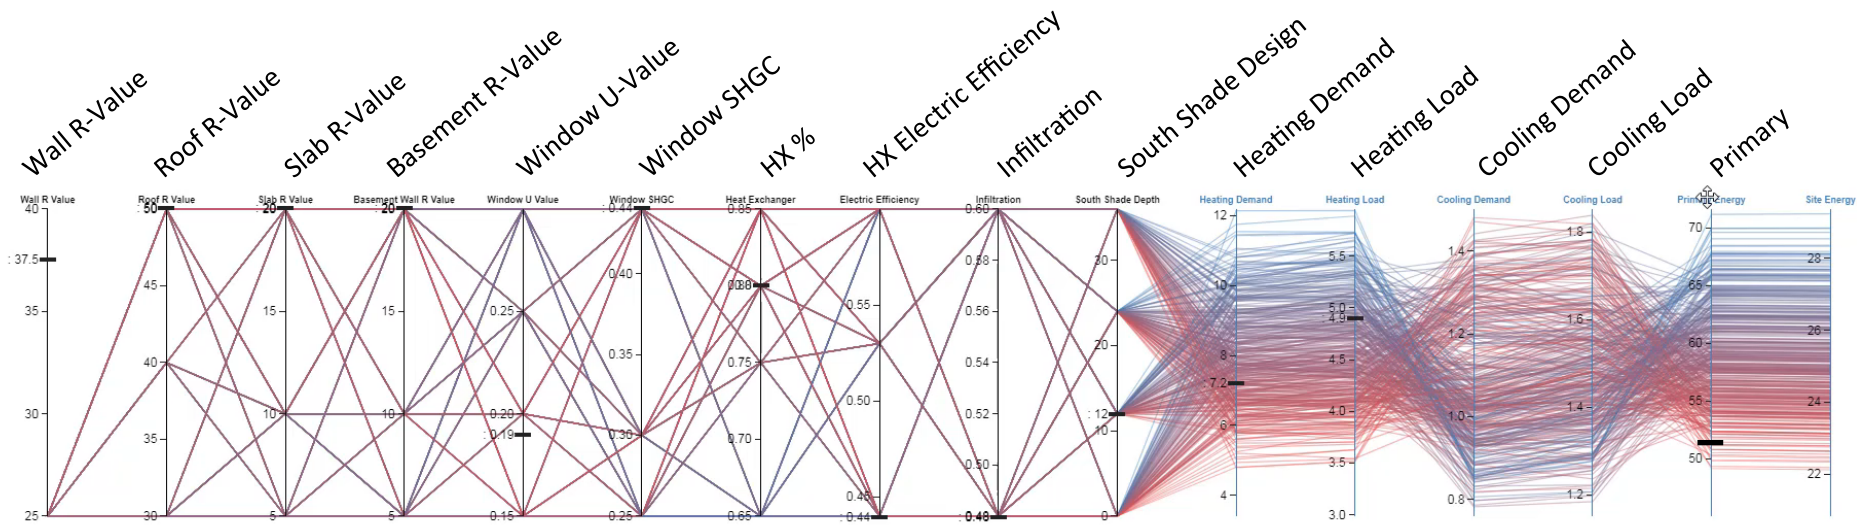 Wall R-Value
Roof R-Value
Slab R-Value
Basement R-Value
Window U-Value
Window SHGC
HX %
HX Electric Efficiency
Infiltration
South Shade Design
Heating Demand
Heating Load
Cooling Demand
Cooling Load
Primary
Wall R Value
Roof R Value
Slab R Value
Basement Wall R Value
Window U Value
Window SHGC
Heat Exchanger
Electric Efficiency
Infiltration
South Shade Depth
Heating Demand
Heating Load
Cooling Demand
Cooling Load
Primary Energy
Site Energy
40
: 37.5
35
30
25
: 50
45
40
35
30
: 20
15
10
5
: 20
15
10
5
0.25
0.20
: 0.19
0.15
: 0.44
0.40
0.35
0.30
0.25
0.85
0.80
0.75
0.70
0.65
0.55
0.50
0.45
: 0.44
0.60
0.58
0.56
0.54
0.52
0.50
: 0.48
30
20
: 12
10
0
12
10
8
: 7.2
6
4
5.5
5.0
: 4.9
4.5
4.0
3.5
3.0
1.4
1.2
1.0
0.8
1.8
1.6
1.4
1.2
70
65
60
55
50
28
26
24
22